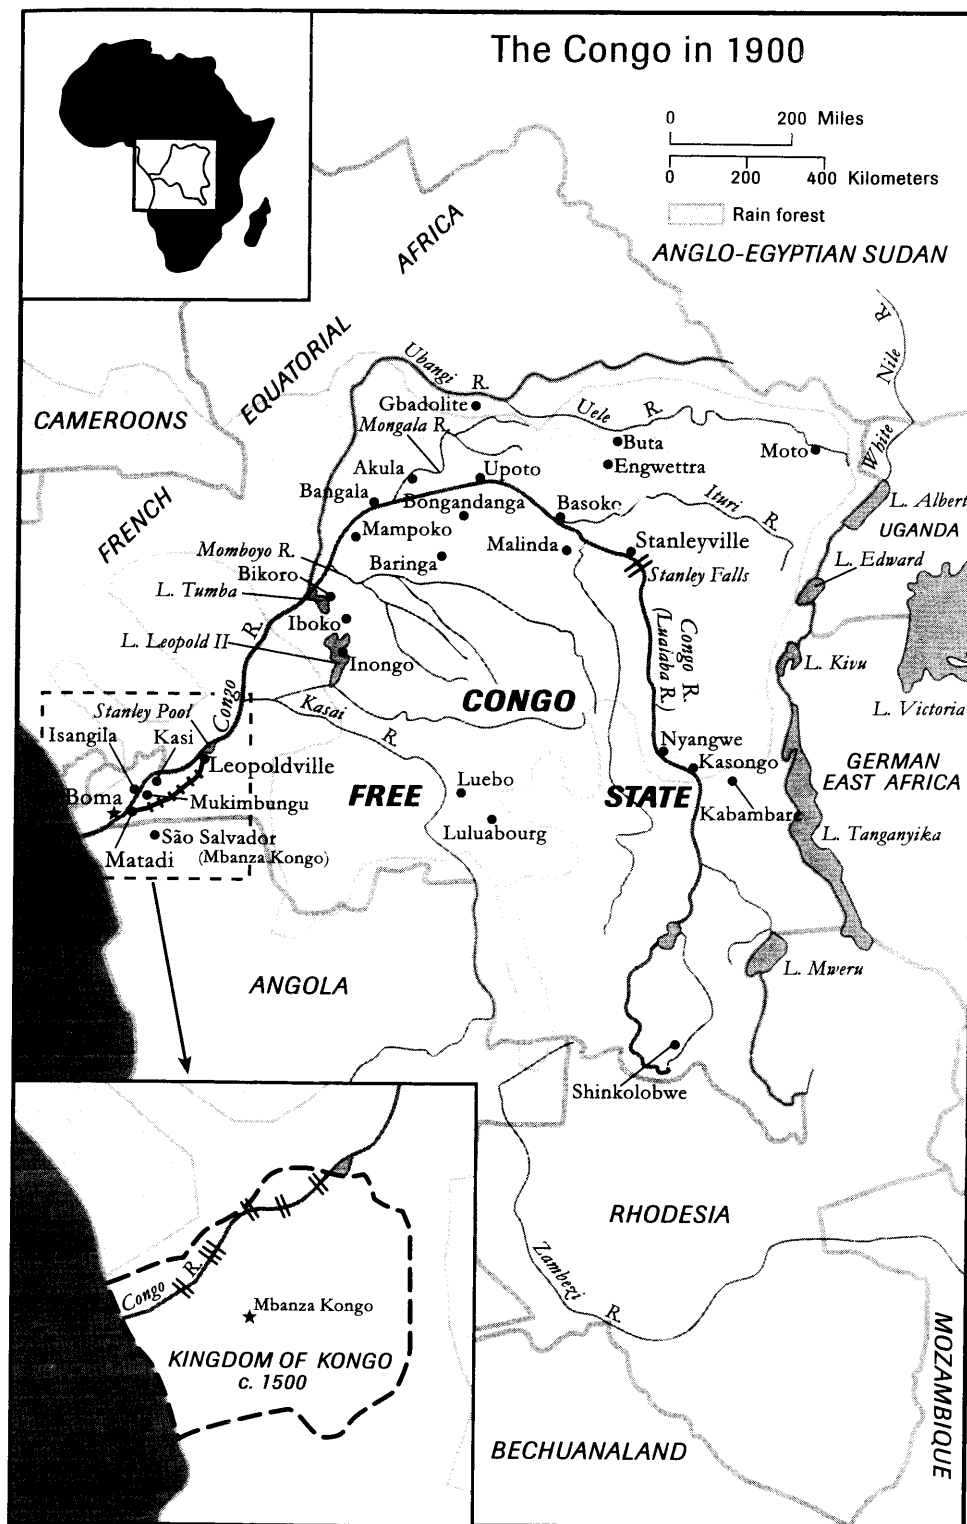 The Congo in 1900
0 200 Miles
0 200 400 Kilometers
Rain forest
ANGLO-EGYPTIAN SUDAN
FRENCH EQUATORIAL AFRICA
CAMEROONS
Ubangi R.
Gbadolite
Mongala R.
Uele R.
Buta
Engwettra
Moto
White Nile R.
Akula
Upoto
Bangala
Bongandanga
Basoko
Ituri R.
L. Albert
UGANDA
Mampoko
Momboyo R.
Baringa
Malinda
Stanleyville
Stanley Falls
L. Edward
Bikoro
L. Tumba
Iboko
L. Leopold II
Inongo
Congo R.
(Lualaba R.)
L. Kivu
Congo R.
Kasai R.
CONGO
L. Victoria
Stanley Pool
Isangila
Kasi
Leopoldville
Nyangwe
Kasongo
GERMAN
EAST AFRICA
Boma
Mukimbungu
FREE
Luebo
STATE
Kabambare
São Salvador
(Mbanza Kongo)
Matadi
Luluabourg
L. Tanganyika
ANGOLA
L. Mweru
Shinkolobwe
RHODESIA
Zambezi R.
Congo R.
Mbanza Kongo
KINGDOM OF KONGO
c. 1500
BECHUANALAND
MOZAMBIQUE